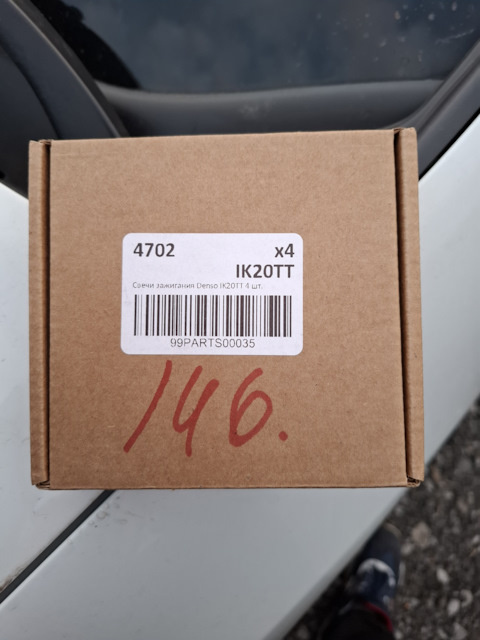 4702 x4
IK20TT
Свечи зажигания Denso IK20TT 4 шт.
99PARTS00035
146.